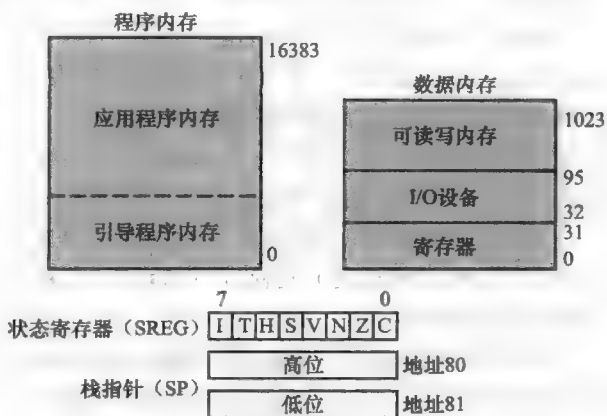 程序内存
16383
应用程序内存
引导程序内存
0
数据内存
1023
可读写内存
95
I/O设备
32
31
寄存器
0
7 0
状态寄存器（SREG） I T H S V N Z C
栈指针（SP）
高位 地址80
低位 地址81